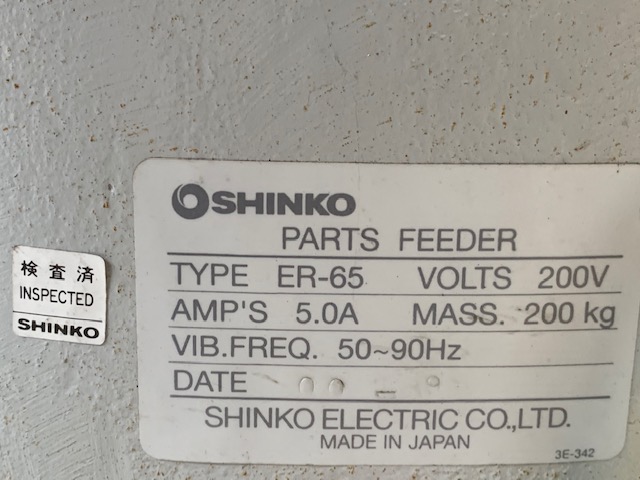 SHINKO
PARTS FEEDER
TYPE ER-65 VOLTS 200V
AMP'S 5.0A MASS. 200 kg
VIB.FREQ. 50~90Hz
DATE
SHINKO ELECTRIC CO.,LTD.
MADE IN JAPAN
3E-342
検査済
INSPECTED
SHINKO